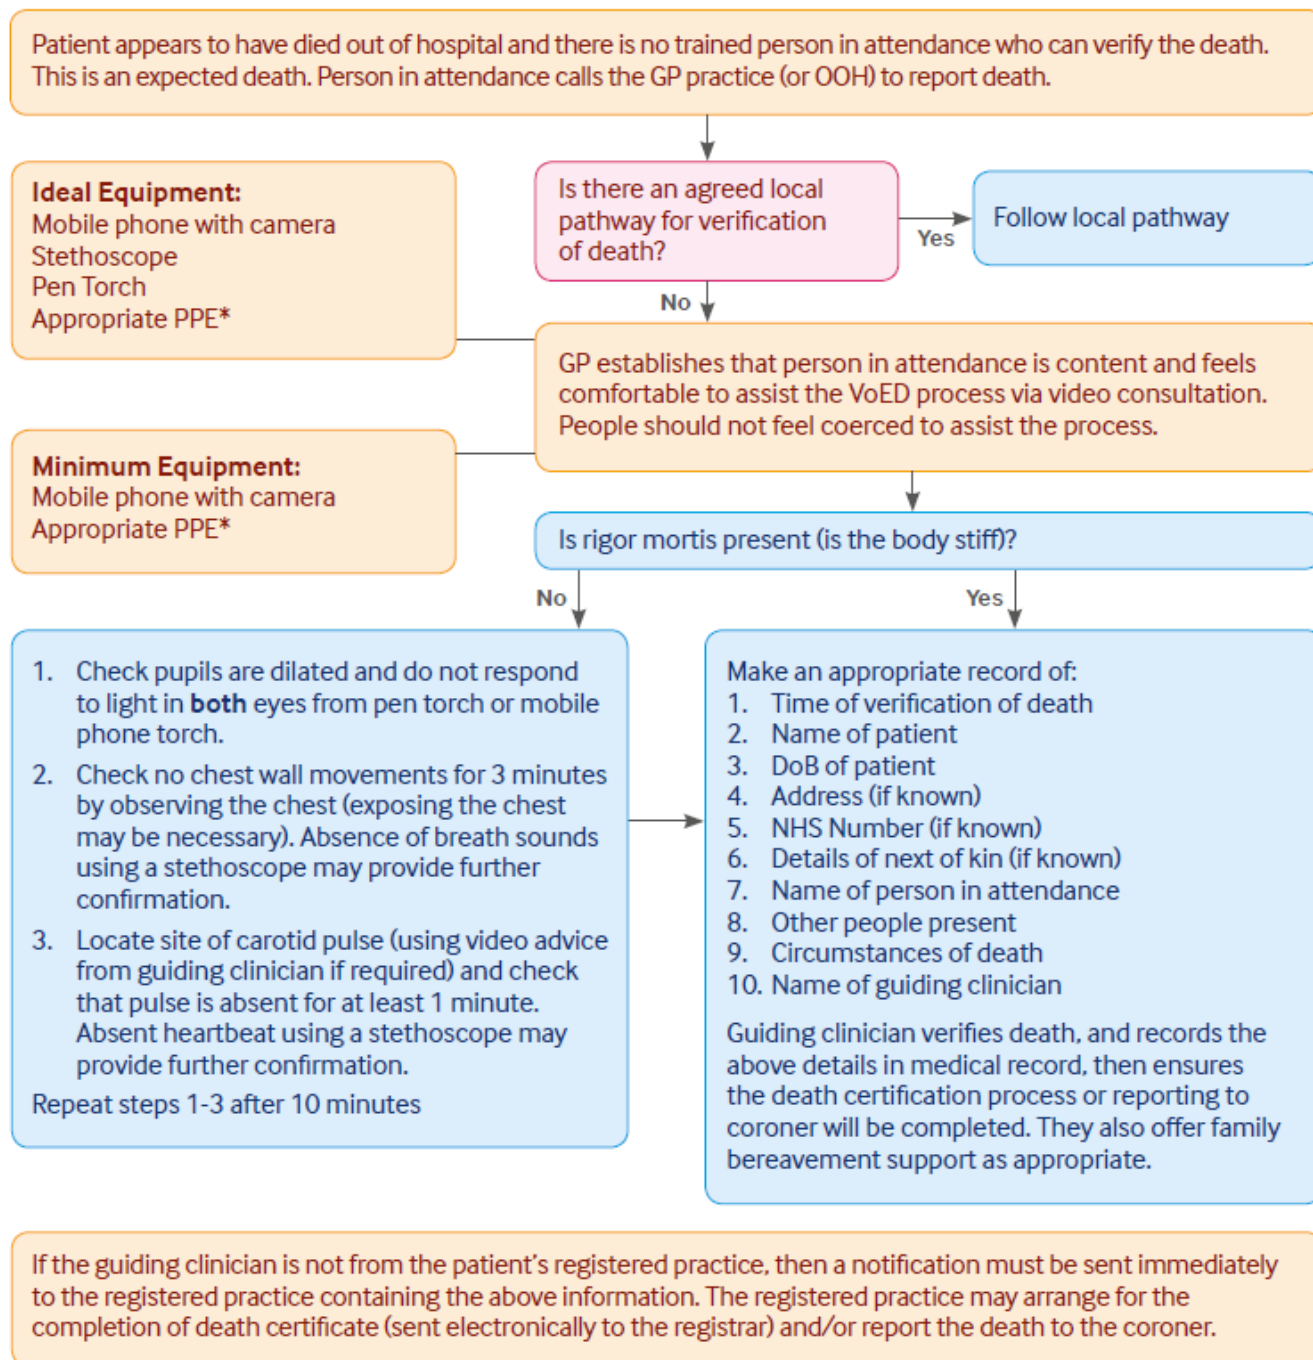 Patient appears to have died out of hospital and there is no trained person in attendance who can verify the death.
This is an expected death. Person in attendance calls the GP practice (or OOH) to report death.
Ideal Equipment:
Mobile phone with camera
Stethoscope
Pen Torch
Appropriate PPE*
Is there an agreed local
pathway for verification
of death?
Yes
Follow local pathway
No
GP establishes that person in attendance is content and feels
comfortable to assist the VoED process via video consultation.
People should not feel coerced to assist the process.
Minimum Equipment:
Mobile phone with camera
Appropriate PPE*
Is rigor mortis present (is the body stiff)?
No
Yes
1. Check pupils are dilated and do not respond
to light in both eyes from pen torch or mobile
phone torch.
2. Check no chest wall movements for 3 minutes
by observing the chest (exposing the chest
may be necessary). Absence of breath sounds
using a stethoscope may provide further
confirmation.
3. Locate site of carotid pulse (using video advice
from guiding clinician if required) and check
that pulse is absent for at least 1 minute.
Absent heartbeat using a stethoscope may
provide further confirmation.
Repeat steps 1-3 after 10 minutes
Make an appropriate record of:
1. Time of verification of death
2. Name of patient
3. DoB of patient
4. Address (if known)
5. NHS Number (if known)
6. Details of next of kin (if known)
7. Name of person in attendance
8. Other people present
9. Circumstances of death
10. Name of guiding clinician
Guiding clinician verifies death, and records the
above details in medical record, then ensures
the death certification process or reporting to
coroner will be completed. They also offer family
bereavement support as appropriate.
If the guiding clinician is not from the patient's registered practice, then a notification must be sent immediately
to the registered practice containing the above information. The registered practice may arrange for the
completion of death certificate (sent electronically to the registrar) and/or report the death to the coroner.